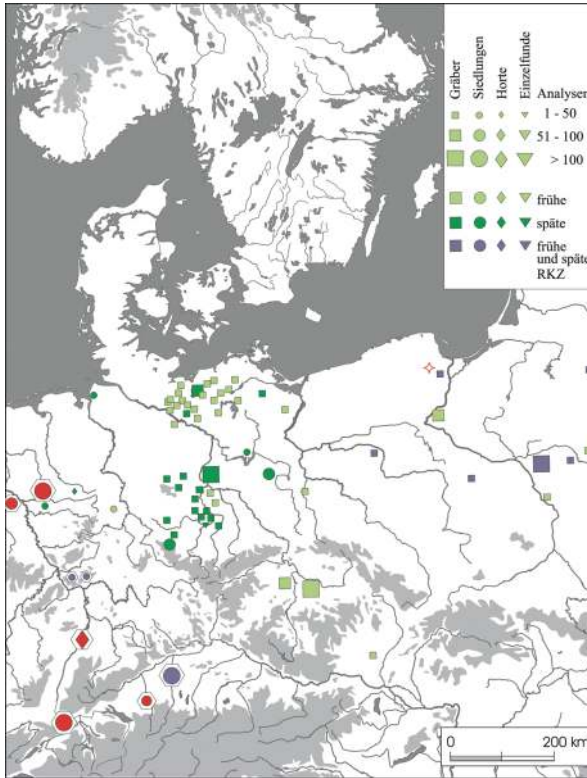 Gräber
Siedlungen
Horte
Einzelfunde
Analysen
1 - 50
51 - 100
> 100
frühe
späte
frühe
und späte
RKZ
0 200 km